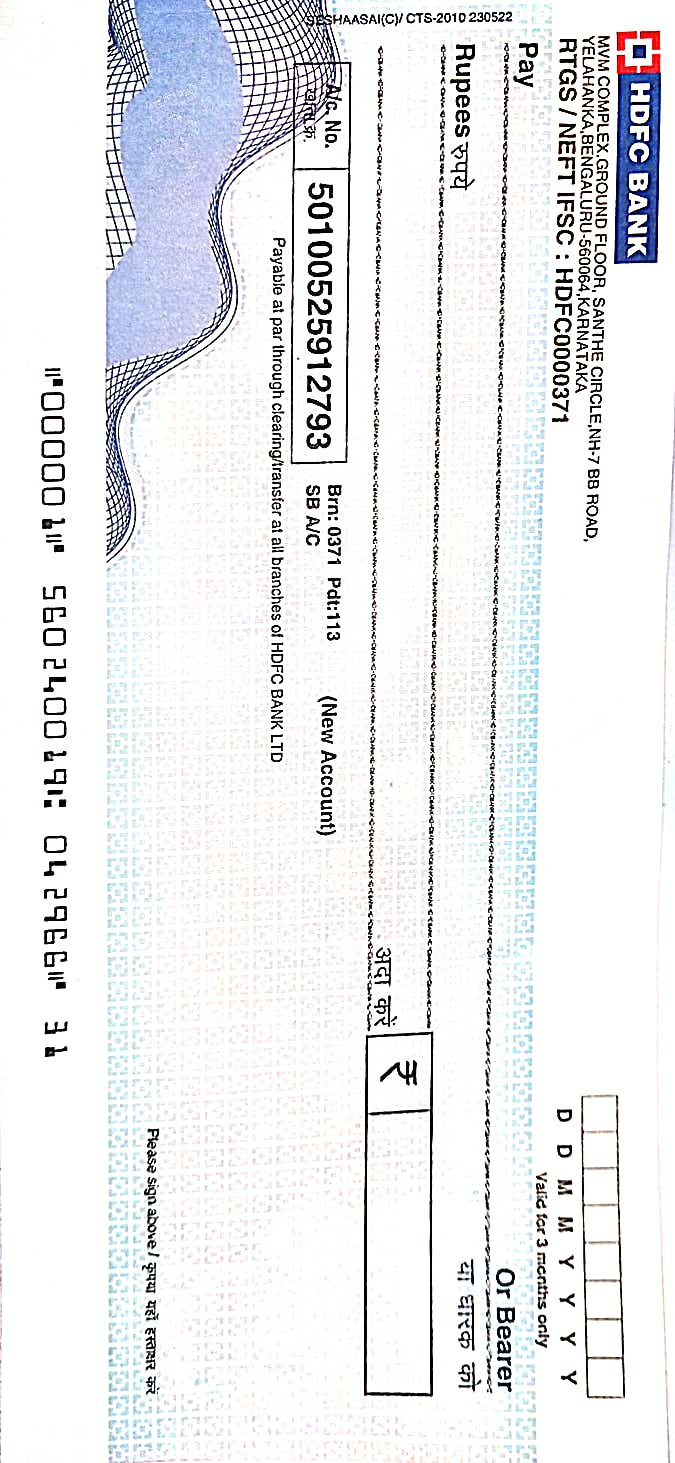 HDFC BANK
MVM COMPLEX,GROUND FLOOR, SANTHE CIRCLE,NH-7 BB ROAD,
YELAHANKA,BENGALURU-560064,KARNATAKA
RTGS / NEFT IFSC : HDFC0000371
D D M M Y Y Y Y
Valid for 3 months only
Pay
Or Bearer
Rupees रुपये
या धारक को
अदा करें
₹
A/c. No.
खाता क्र.
50100525912793
Brn: 0371 Pdt:113
SB A/C
(New Account)
Payable at par through clearing/transfer at all branches of HDFC BANK LTD
SESHAASAI(C)/ CTS-2010 230522
Please sign above / कृपया यहाँ हस्ताक्षर करें
⑈000001⑈ 560240019⑆ 042966⑈ 31